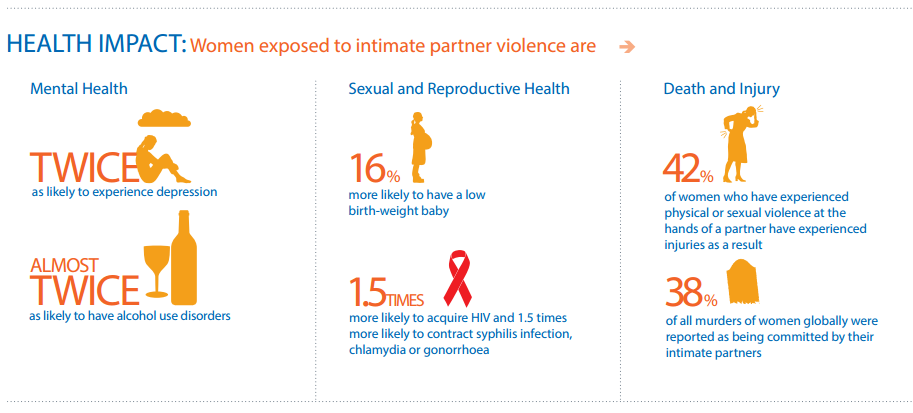 HEALTH IMPACT: Women exposed to intimate partner violence are
Mental Health
TWICE
as likely to experience depression
ALMOST
TWICE
as likely to have alcohol use disorders
Sexual and Reproductive Health
16%
more likely to have a low
birth-weight baby
1.5 TIMES
more likely to acquire HIV and 1.5 times
more likely to contract syphilis infection,
chlamydia or gonorrhoea
Death and Injury
42%
of women who have experienced
physical or sexual violence at the
hands of a partner have experienced
injuries as a result
38%
of all murders of women globally were
reported as being committed by their
intimate partners